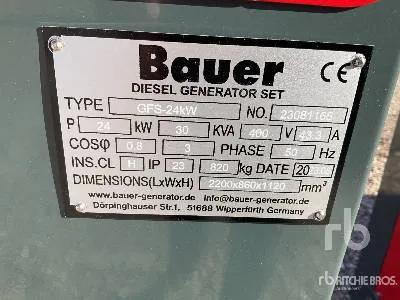 Bauer CE
DIESEL GENERATOR SET
TYPE GFS-24kW NO. 23081165
P 24 kW 30 KVA 400 V 43.3 A
COSφ 0.8 3 PHASE 50 Hz
INS.CL H IP 23 820 kg DATE 20
DIMENSIONS(LxWxH) 2200x860x1120 mm³
www.bauer-generator.de info@bauer-generator.de
Dörpinghauser Str.1, 51688 Wipperfürth Germany
rb
rb RITCHIE BROS.